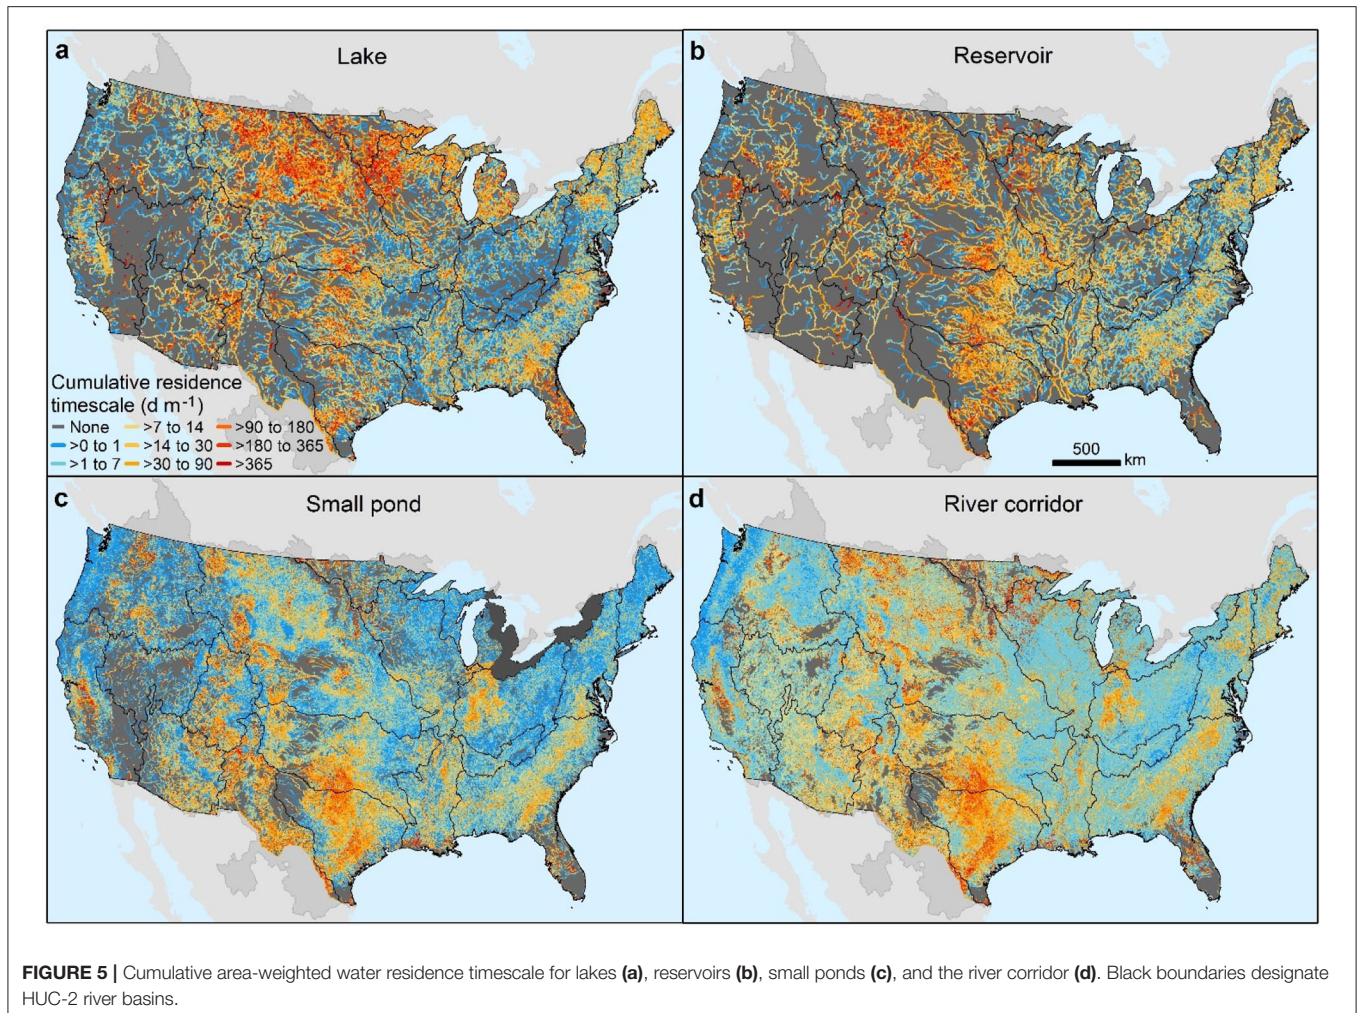 a
Lake
b
Reservoir
Cumulative residence
timescale (d m⁻¹)
None >7 to 14 >90 to 180
>0 to 1 >14 to 30 >180 to 365
>1 to 7 >30 to 90 >365
500
km
c
Small pond
d
River corridor
FIGURE 5 | Cumulative area-weighted water residence timescale for lakes (a), reservoirs (b), small ponds (c), and the river corridor (d). Black boundaries designate
HUC-2 river basins.